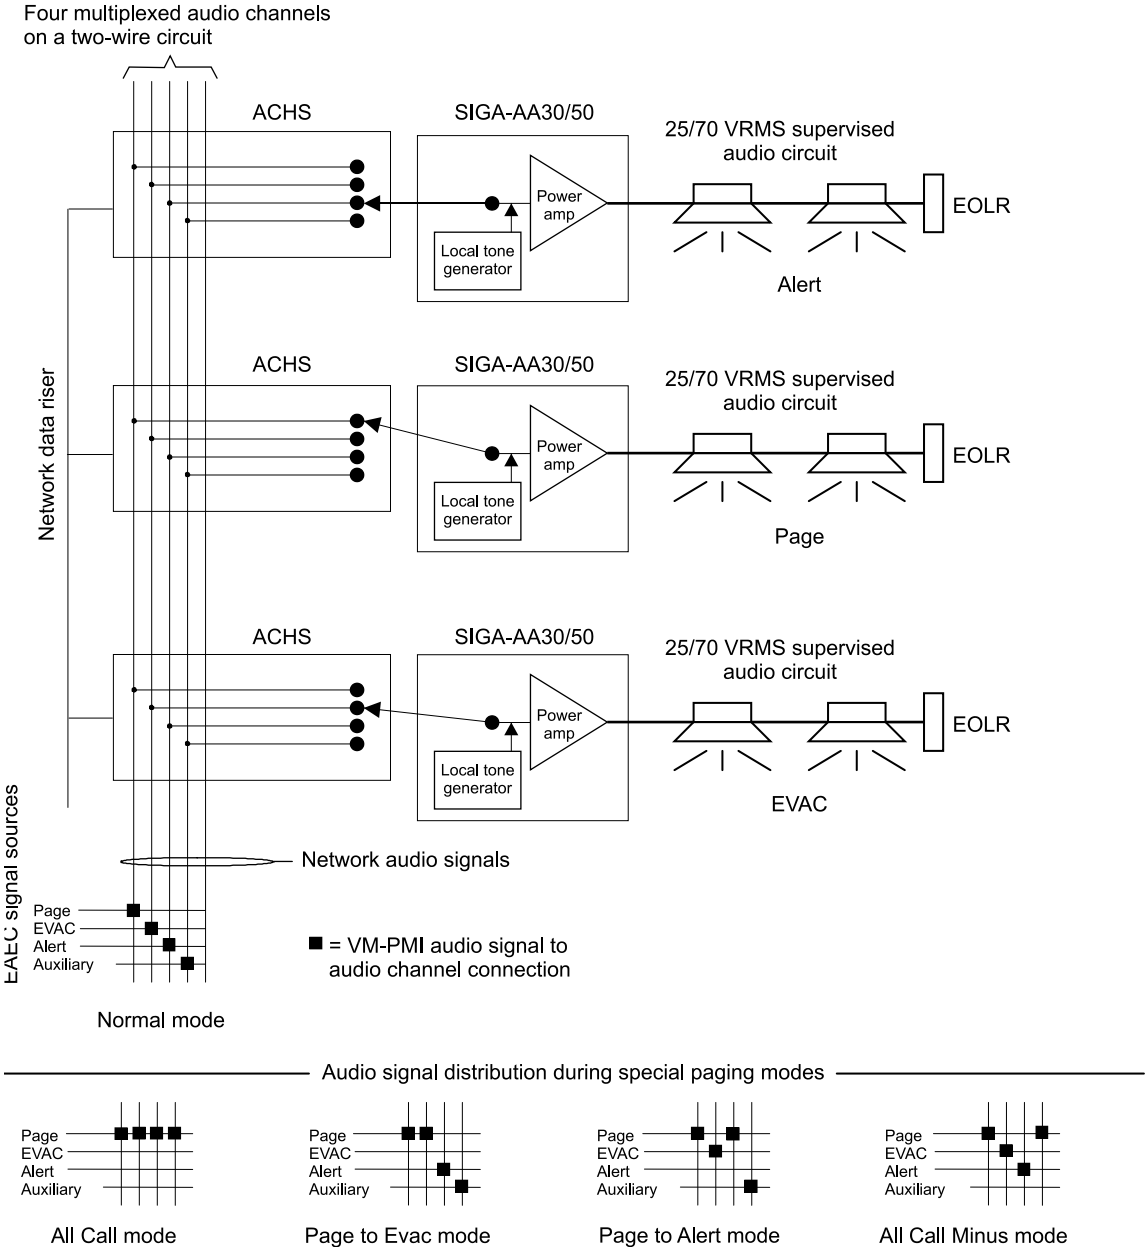 Four multiplexed audio channels
on a two-wire circuit
ACHS
SIGA-AA30/50
25/70 VRMS supervised
audio circuit
Power
amp
Local tone
generator
EOLR
Alert
Network data riser
ACHS
SIGA-AA30/50
25/70 VRMS supervised
audio circuit
Power
amp
Local tone
generator
EOLR
Page
ACHS
SIGA-AA30/50
25/70 VRMS supervised
audio circuit
Power
amp
Local tone
generator
EOLR
EVAC
EAEC signal sources
Network audio signals
Page
EVAC
Alert
Auxiliary
= VM-PMI audio signal to
audio channel connection
Normal mode
Audio signal distribution during special paging modes
Page
EVAC
Alert
Auxiliary
All Call mode
Page
EVAC
Alert
Auxiliary
Page to Evac mode
Page
EVAC
Alert
Auxiliary
Page to Alert mode
Page
EVAC
Alert
Auxiliary
All Call Minus mode